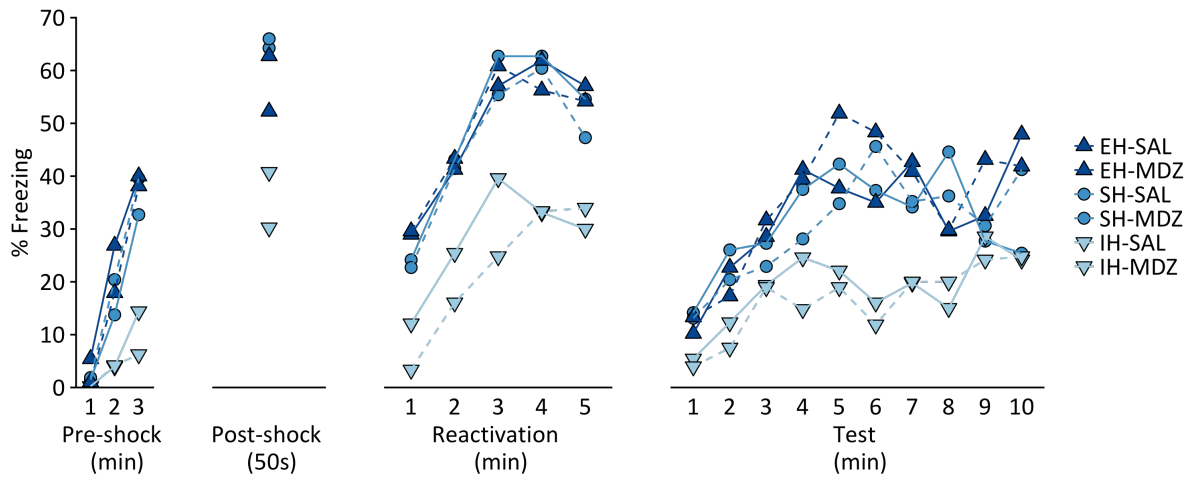 70
60
50
40
30
20
10
0
% Freezing
1 2 3
Pre-shock
(min)
Post-shock
(50s)
1 2 3 4 5
Reactivation
(min)
1 2 3 4 5 6 7 8 9 10
Test
(min)
EH-SAL
EH-MDZ
SH-SAL
SH-MDZ
IH-SAL
IH-MDZ